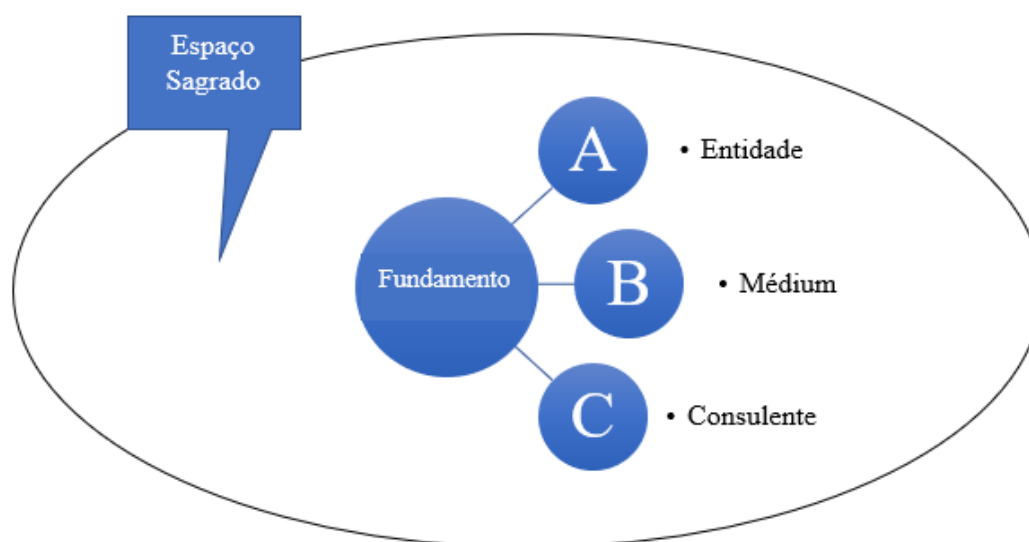 Espaço
Sagrado
A
• Entidade
Fundamento
B
• Médium
C
• Consulente